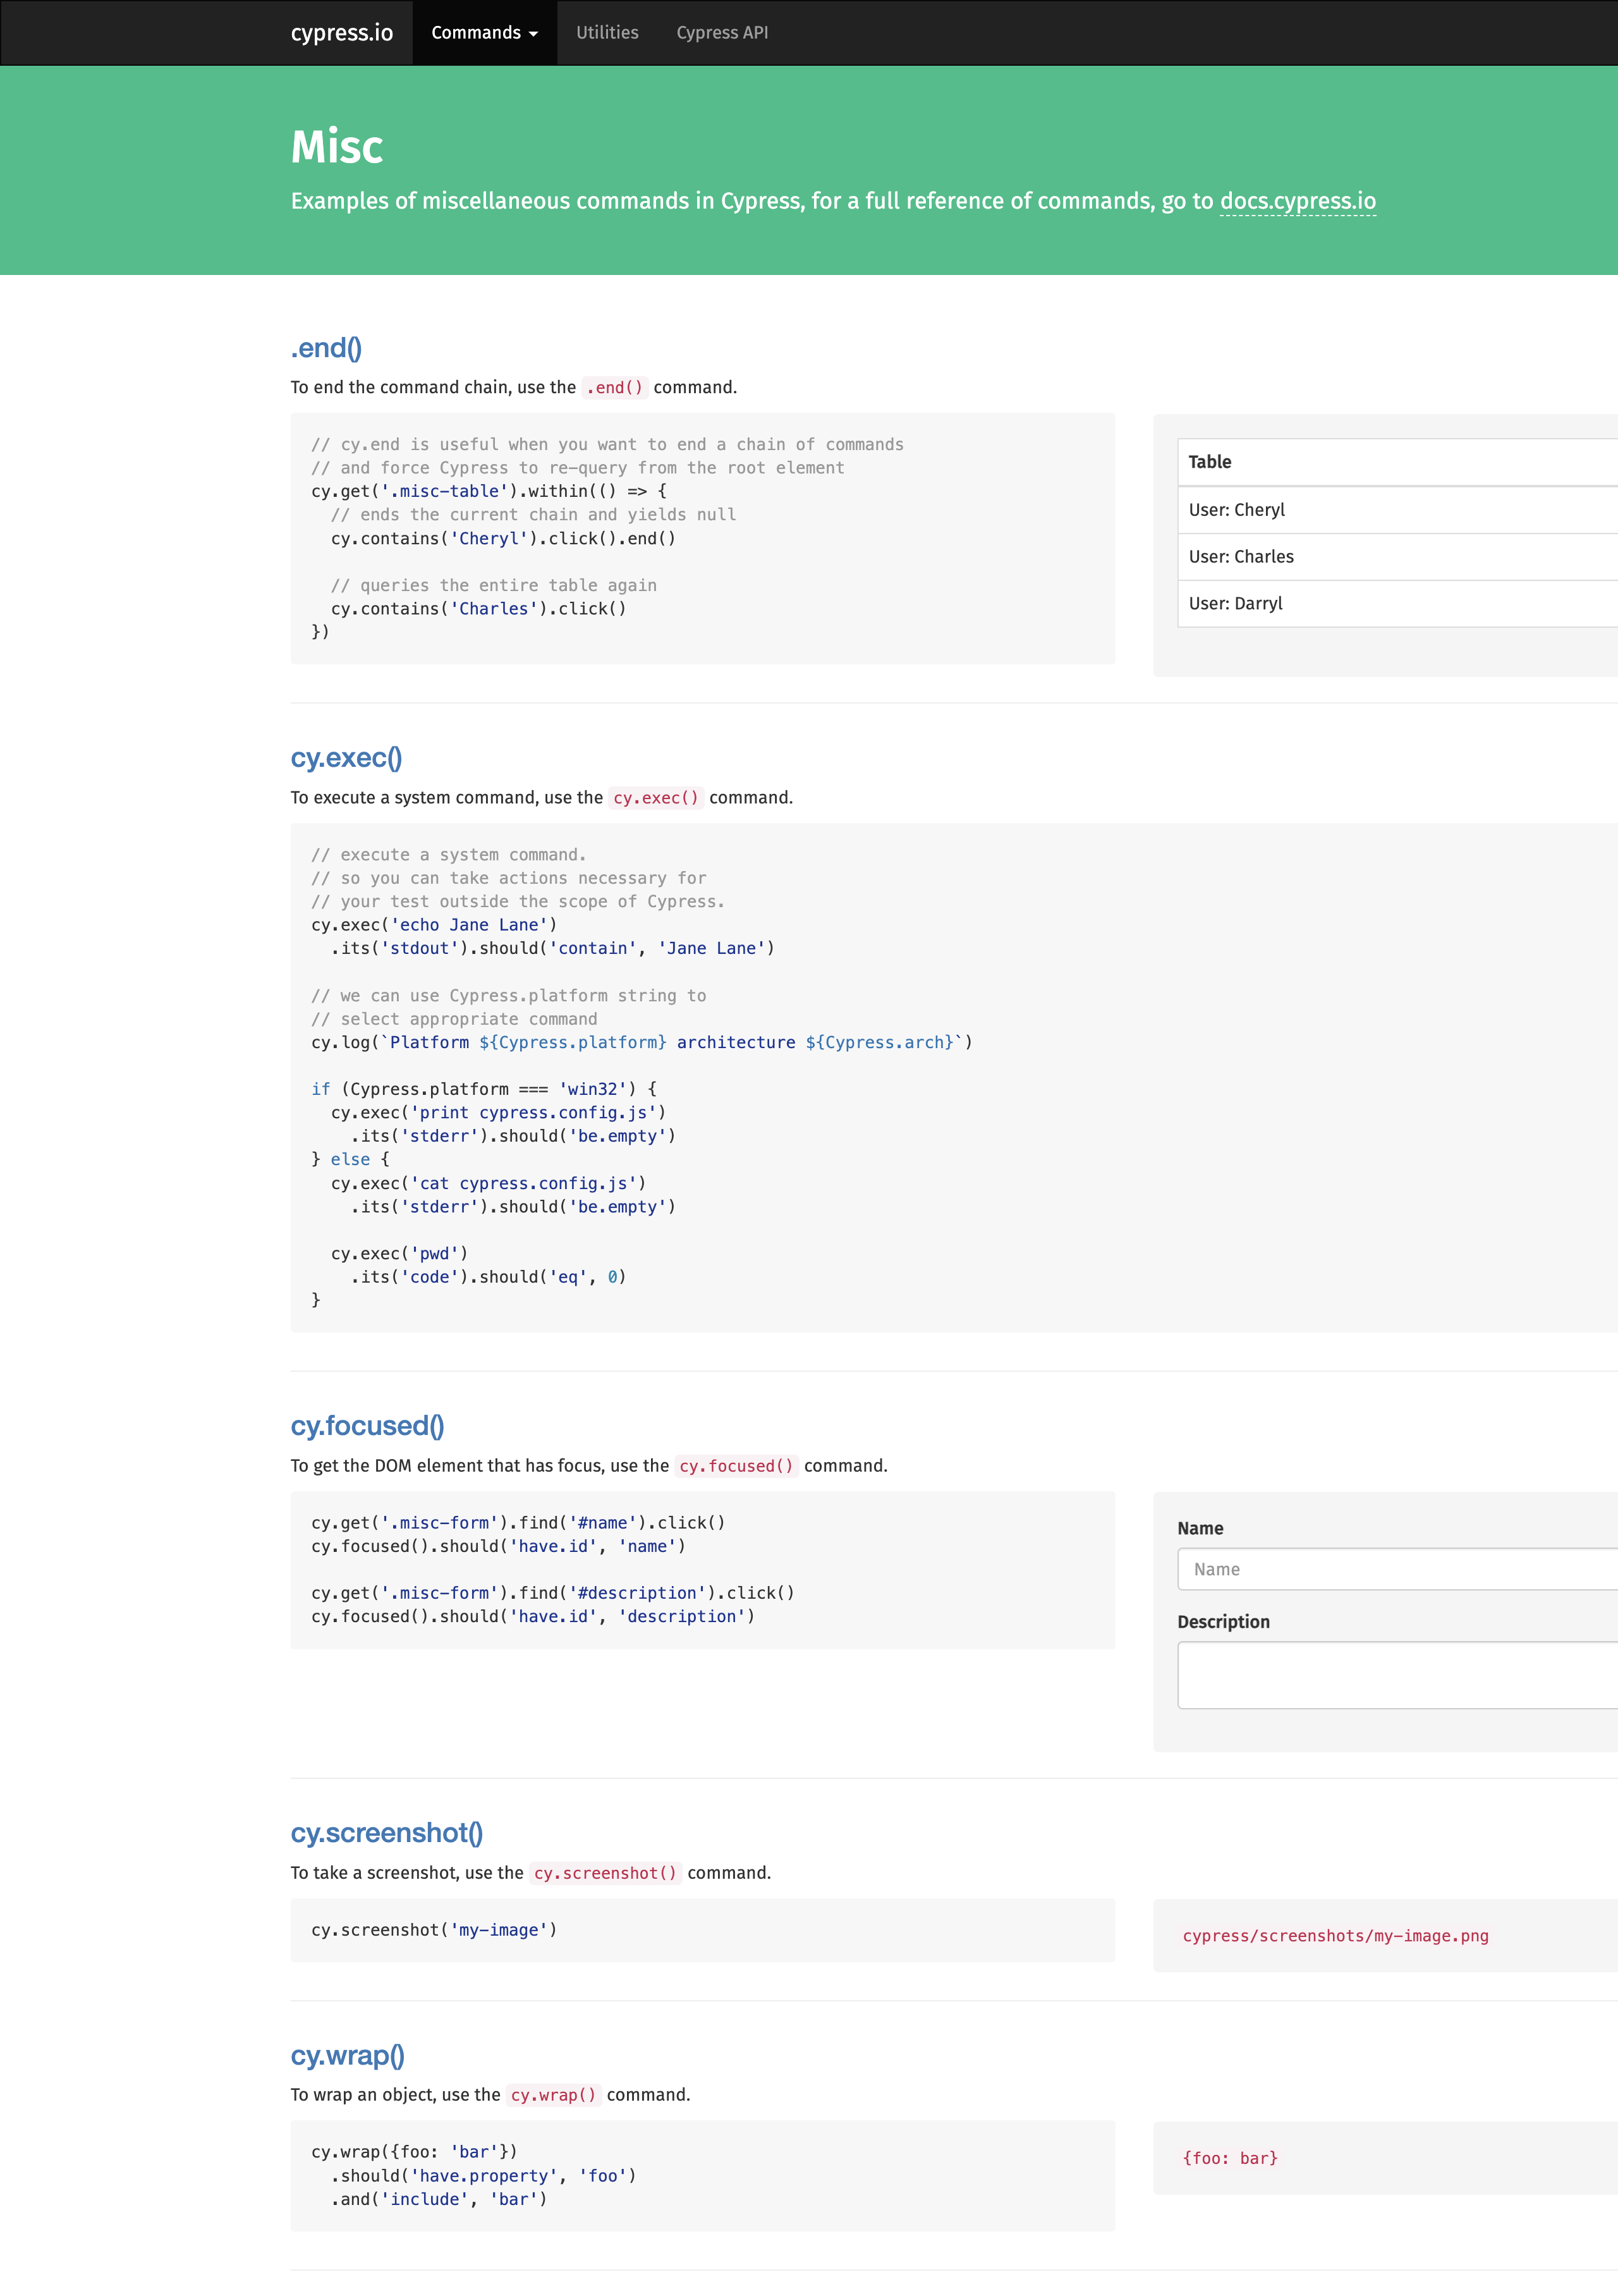 cypress.io Commands Utilities Cypress API
Misc
Examples of miscellaneous commands in Cypress, for a full reference of commands, go to docs.cypress.io
.end()
To end the command chain, use the .end() command.
// cy.end is useful when you want to end a chain of commands
// and force Cypress to re-query from the root element
cy.get('.misc-table').within(() => {
  // ends the current chain and yields null
  cy.contains('Cheryl').click().end()

  // queries the entire table again
  cy.contains('Charles').click()
})
Table
User: Cheryl
User: Charles
User: Darryl
cy.exec()
To execute a system command, use the cy.exec() command.
// execute a system command.
// so you can take actions necessary for
// your test outside the scope of Cypress.
cy.exec('echo Jane Lane')
  .its('stdout').should('contain', 'Jane Lane')

// we can use Cypress.platform string to
// select appropriate command
cy.log(`Platform ${Cypress.platform} architecture ${Cypress.arch}`)

if (Cypress.platform === 'win32') {
  cy.exec('print cypress.config.js')
    .its('stderr').should('be.empty')
} else {
  cy.exec('cat cypress.config.js')
    .its('stderr').should('be.empty')

  cy.exec('pwd')
    .its('code').should('eq', 0)
}
cy.focused()
To get the DOM element that has focus, use the cy.focused() command.
cy.get('.misc-form').find('#name').click()
cy.focused().should('have.id', 'name')

cy.get('.misc-form').find('#description').click()
cy.focused().should('have.id', 'description')
Name
Name
Description
cy.screenshot()
To take a screenshot, use the cy.screenshot() command.
cy.screenshot('my-image')
cypress/screenshots/my-image.png
cy.wrap()
To wrap an object, use the cy.wrap() command.
cy.wrap({foo: 'bar'})
  .should('have.property', 'foo')
  .and('include', 'bar')
{foo: bar}